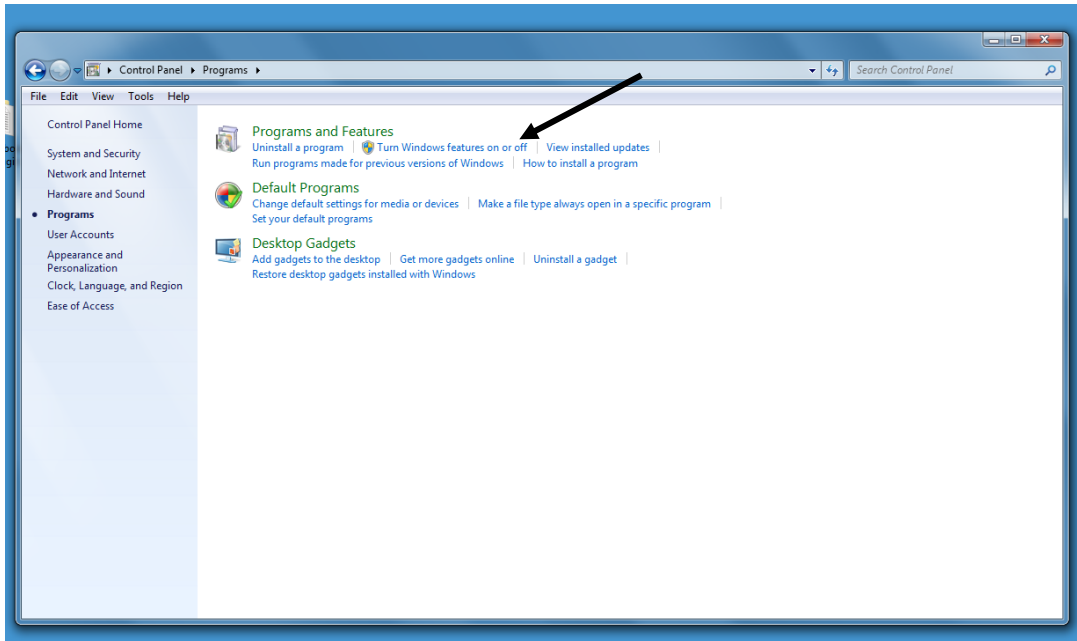 Control Panel Programs
Search Control Panel
File Edit View Tools Help
Control Panel Home
System and Security
Network and Internet
Hardware and Sound
Programs
User Accounts
Appearance and
Personalization
Clock, Language, and Region
Ease of Access
Programs and Features
Uninstall a program Turn Windows features on or off View installed updates
Run programs made for previous versions of Windows How to install a program
Default Programs
Change default settings for media or devices Make a file type always open in a specific program
Set your default programs
Desktop Gadgets
Add gadgets to the desktop Get more gadgets online Uninstall a gadget
Restore desktop gadgets installed with Windows